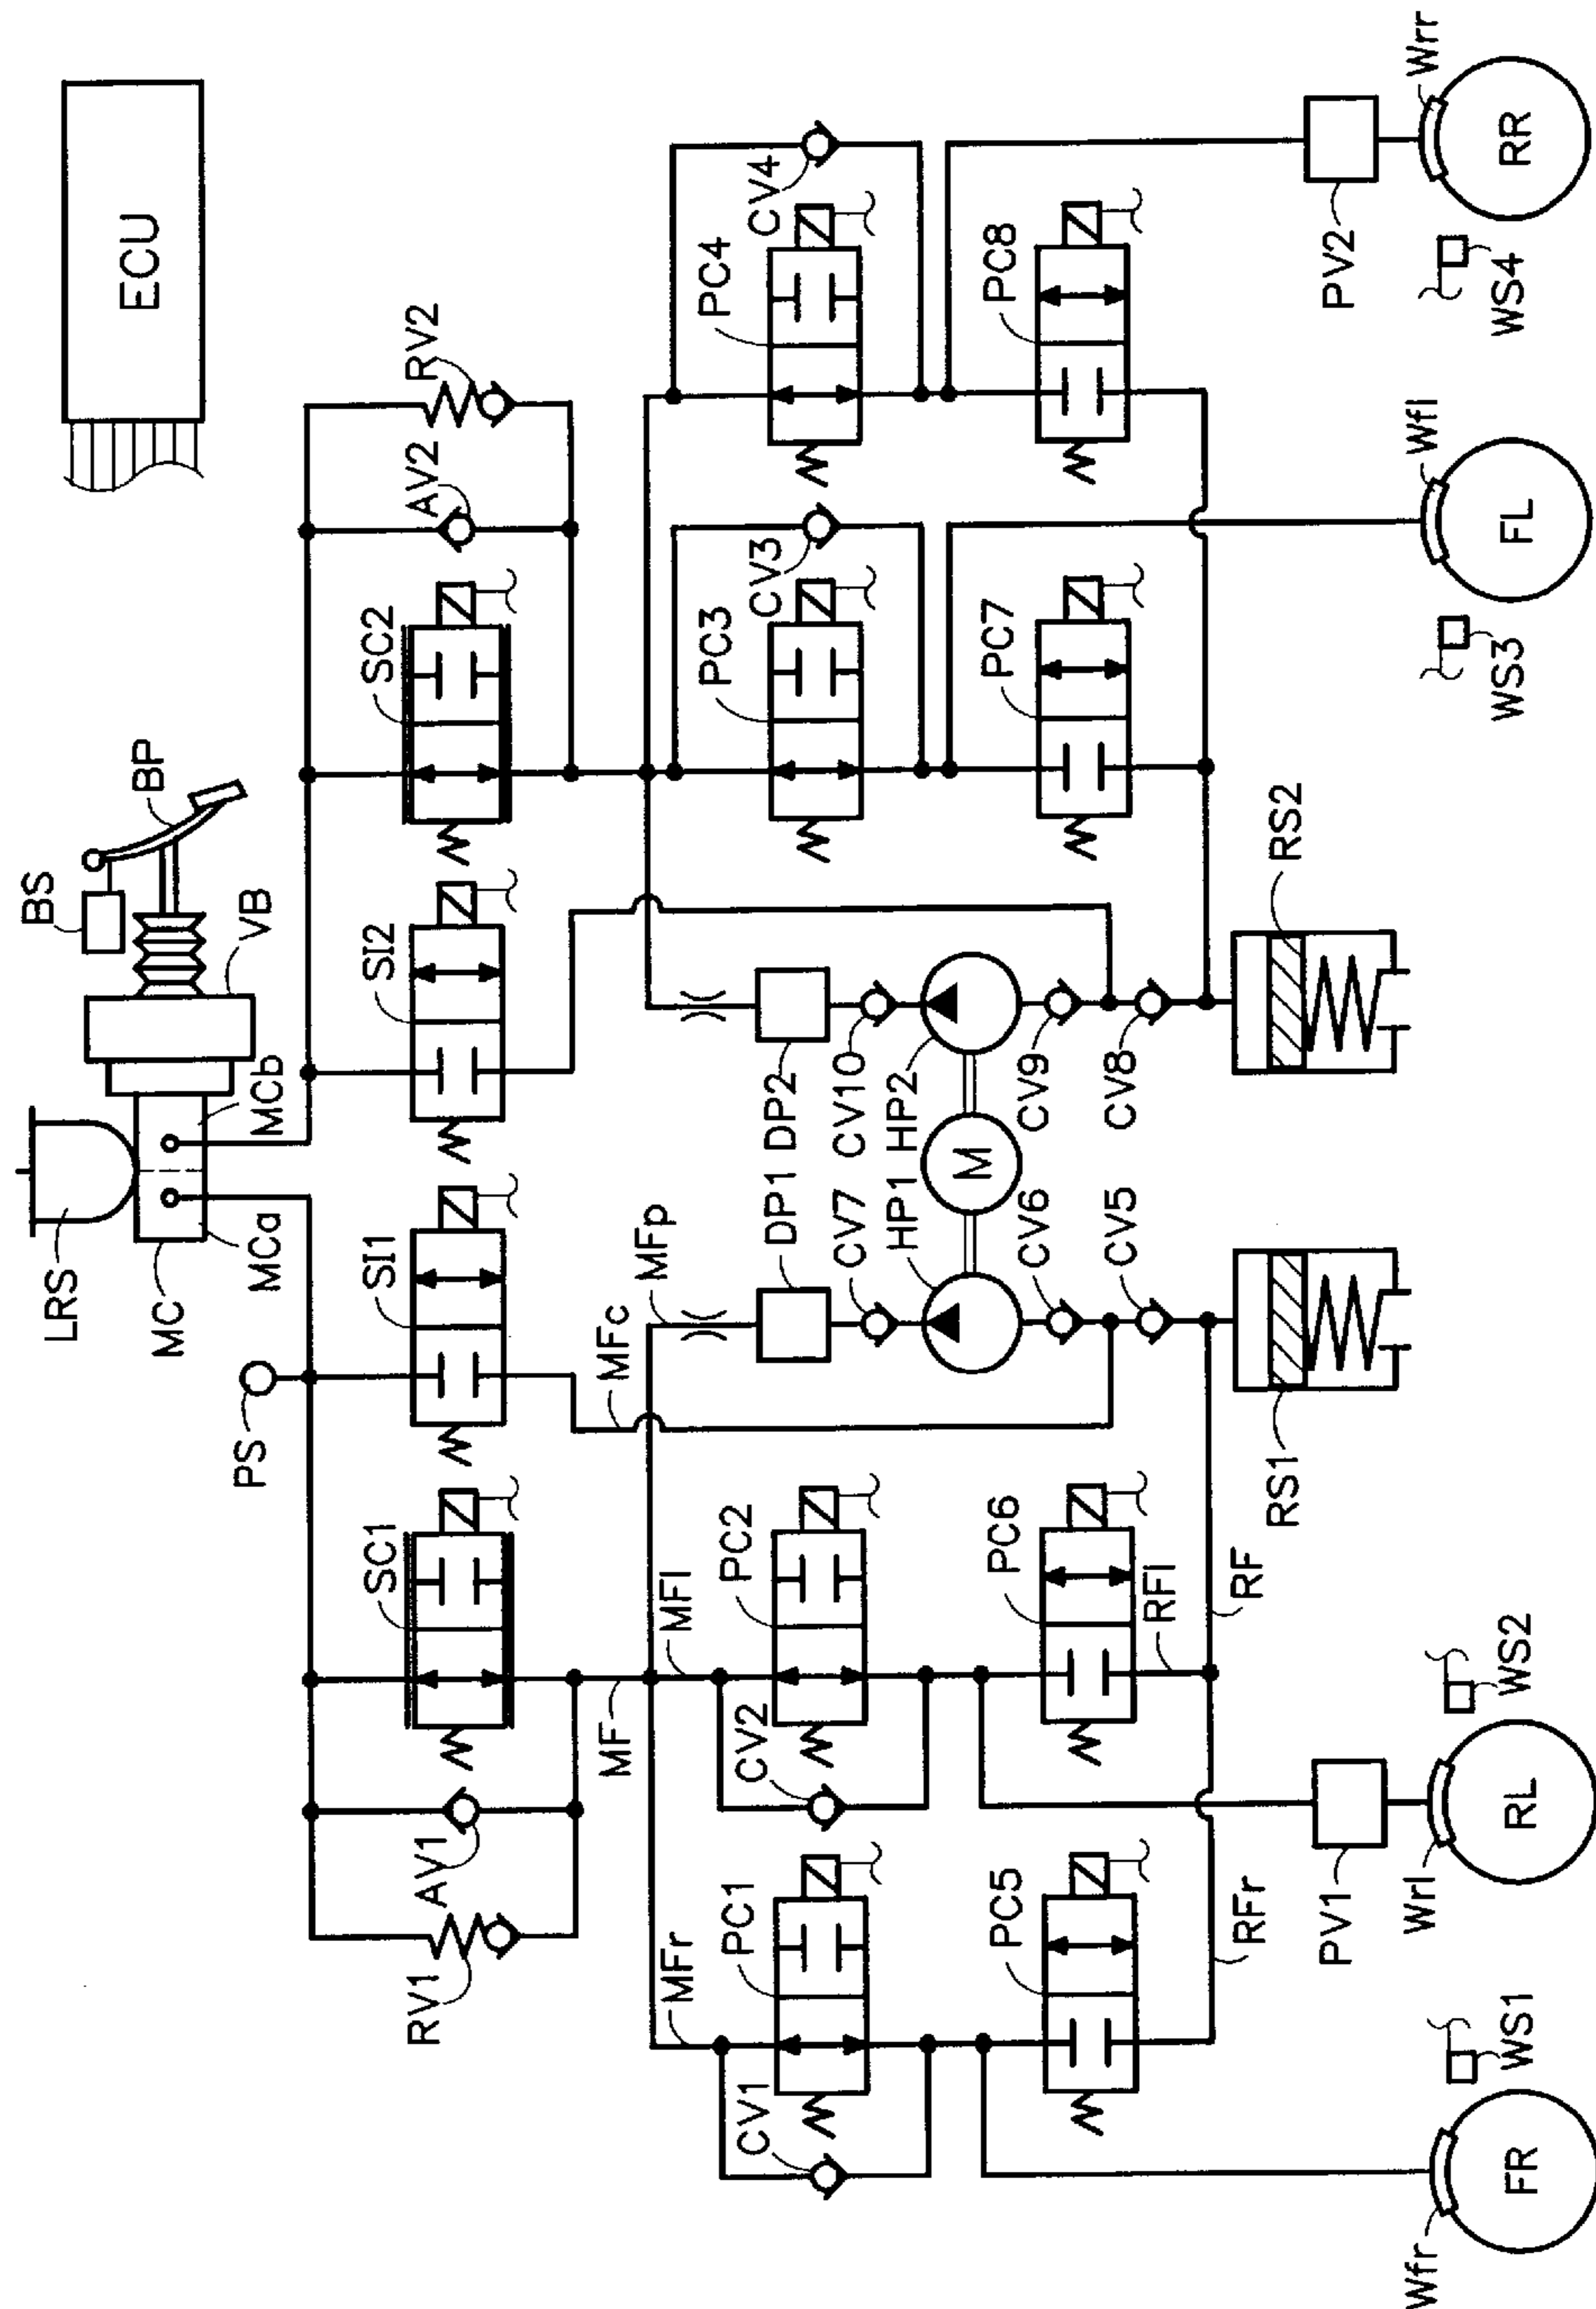 ECU
BS
BP
VB
LRS
MC
MCa
MCb
PS
SC1
SI1
SI2
SC2
AV2
RV2
RV1
AV1
MF
MFr
MFl
MFc
MFp
PC1
PC2
PC3
PC4
CV1
CV2
CV3
CV4
DP1
DP2
CV7
CV10
HP1
HP2
M
CV6
CV9
CV5
CV8
PC5
PC6
PC7
PC8
RFr
RFl
RF
RS1
RS2
PV1
PV2
Wfr
Wrl
Wfl
Wrr
FR
RL
FL
RR
WS1
WS2
WS3
WS4